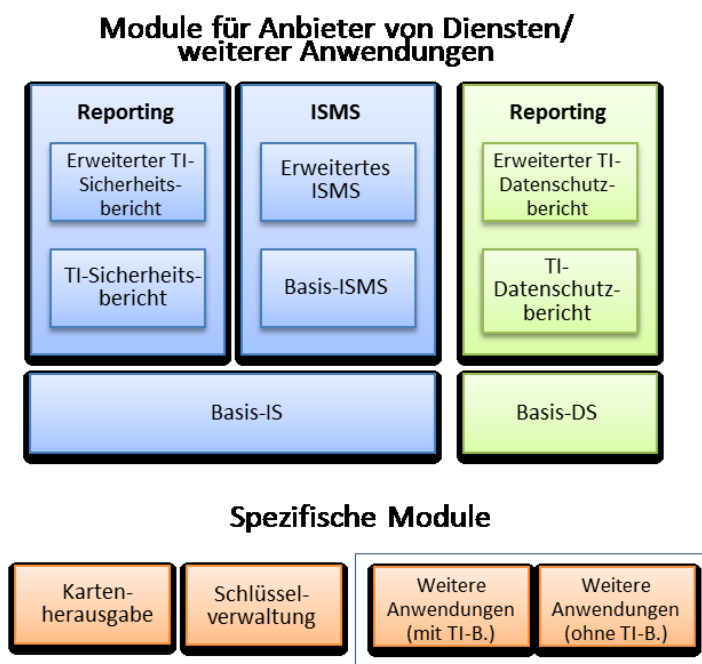 Module für Anbieter von Diensten/
weiterer Anwendungen
Reporting
Erweiterter TI-
Sicherheits-
bericht
TI-Sicherheits-
bericht
ISMS
Erweitertes
ISMS
Basis-ISMS
Reporting
Erweiterter TI-
Datenschutz-
bericht
TI-
Datenschutz-
bericht
Basis-IS
Basis-DS
Spezifische Module
Karten-
herausgabe
Schlüssel-
verwaltung
Weitere
Anwendungen
(mit TI-B.)
Weitere
Anwendungen
(ohne TI-B.)